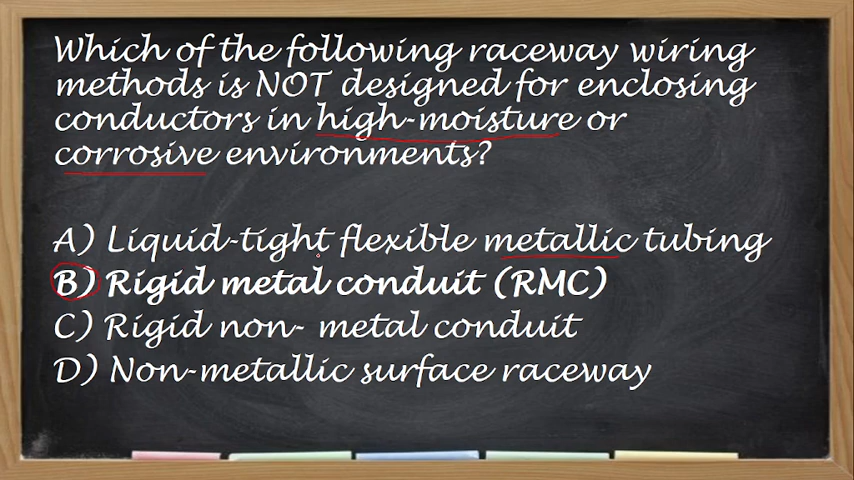 Which of the following raceway wiring
methods is NOT designed for enclosing
conductors in high-moisture or
corrosive environments?
A) Liquid-tight flexible metallic tubing
B) Rigid metal conduit (RMC)
C) Rigid non- metal conduit
D) Non-metallic surface raceway